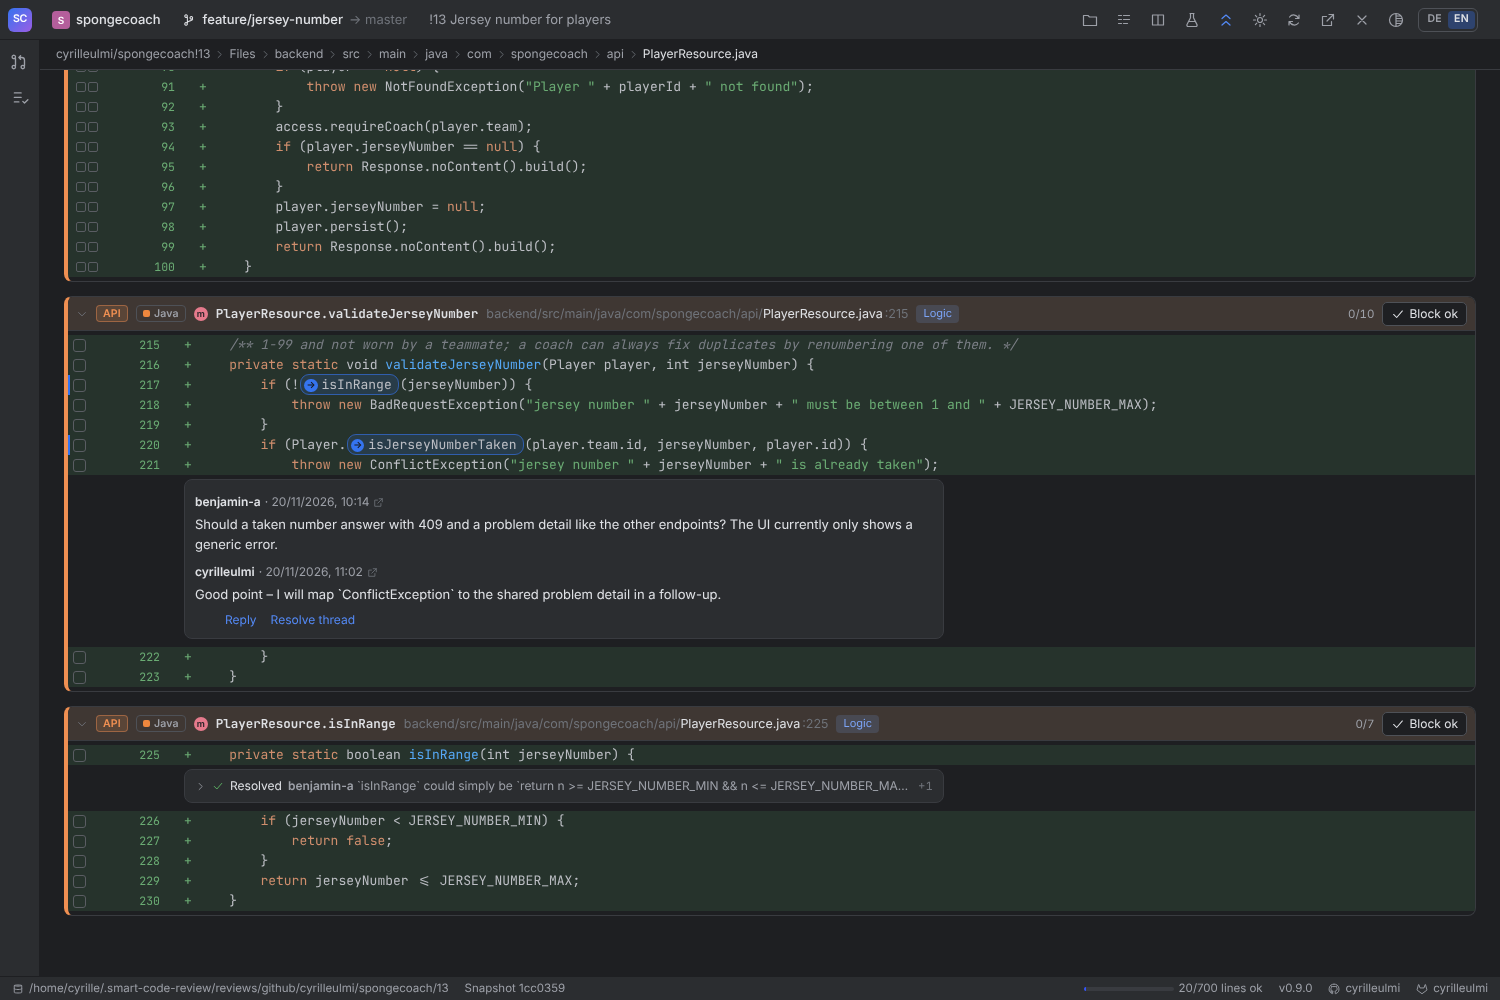 SC S spongecoach feature/jersey-number → master !13 Jersey number for players DE EN
cyrilleulmi/spongecoach!13 > Files > backend > src > main > java > com > spongecoach > api > PlayerResource.java
91 + throw new NotFoundException("Player " + playerId + " not found");
92 + }
93 + access.requireCoach(player.team);
94 + if (player.jerseyNumber == null) {
95 + return Response.noContent().build();
96 + }
97 + player.jerseyNumber = null;
98 + player.persist();
99 + return Response.noContent().build();
100 + }
API Java m PlayerResource.validateJerseyNumber backend/src/main/java/com/spongecoach/api/PlayerResource.java:215 Logic 0/10 Block ok
215 + /** 1-99 and not worn by a teammate; a coach can always fix duplicates by renumbering one of them. */
216 + private static void validateJerseyNumber(Player player, int jerseyNumber) {
217 + if (!isInRange(jerseyNumber)) {
218 + throw new BadRequestException("jersey number " + jerseyNumber + " must be between 1 and " + JERSEY_NUMBER_MAX);
219 + }
220 + if (Player.isJerseyNumberTaken(player.team.id, jerseyNumber, player.id)) {
221 + throw new ConflictException("jersey number " + jerseyNumber + " is already taken");
benjamin-a · 20/11/2026, 10:14
Should a taken number answer with 409 and a problem detail like the other endpoints? The UI currently only shows a
generic error.
cyrilleulmi · 20/11/2026, 11:02
Good point – I will map `ConflictException` to the shared problem detail in a follow-up.
Reply Resolve thread
222 + }
223 + }
API Java m PlayerResource.isInRange backend/src/main/java/com/spongecoach/api/PlayerResource.java:225 Logic 0/7 Block ok
225 + private static boolean isInRange(int jerseyNumber) {
Resolved benjamin-a `isInRange` could simply be `return n >= JERSEY_NUMBER_MIN && n <= JERSEY_NUMBER_MA... +1
226 + if (jerseyNumber < JERSEY_NUMBER_MIN) {
227 + return false;
228 + }
229 + return jerseyNumber <= JERSEY_NUMBER_MAX;
230 + }
/home/cyrille/.smart-code-review/reviews/github/cyrilleulmi/spongecoach/13 Snapshot 1cc0359 20/700 lines ok v0.9.0 cyrilleulmi cyrilleulmi